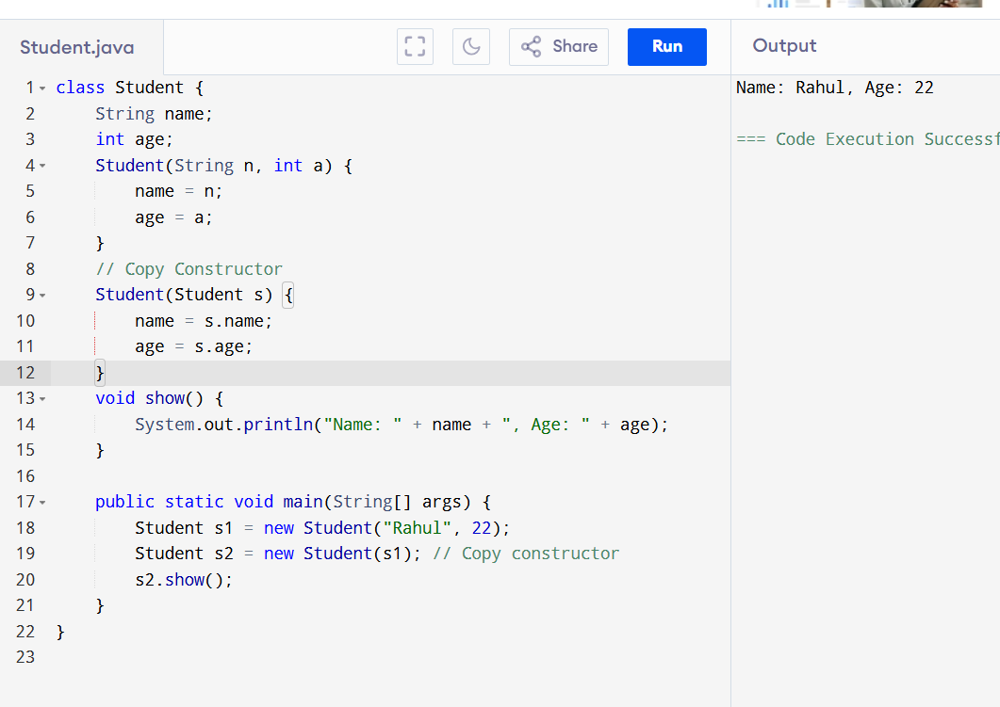 Student.java
Share
Run
Output
1 class Student {
2     String name;
3     int age;
4     Student(String n, int a) {
5         name = n;
6         age = a;
7     }
8     // Copy Constructor
9     Student(Student s) {
10         name = s.name;
11         age = s.age;
12     }
13     void show() {
14         System.out.println("Name: " + name + ", Age: " + age);
15     }
16
17     public static void main(String[] args) {
18         Student s1 = new Student("Rahul", 22);
19         Student s2 = new Student(s1); // Copy constructor
20         s2.show();
21     }
22 }
23
Name: Rahul, Age: 22
=== Code Execution Successf